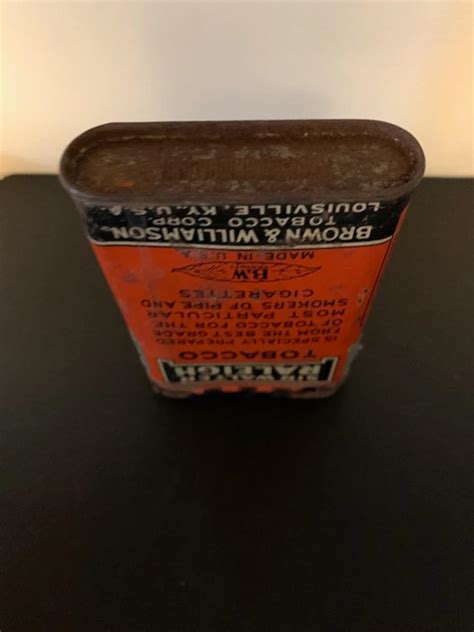 SIR WALTER
RALEIGH
TOBACCO
IS SPECIALLY PREPARED
FROM THE BEST GRADE
OF TOBACCO FOR THE
MOST PARTICULAR
SMOKERS OF PIPE AND
CIGARETTES
B&W
MADE IN U.S.A.
BROWN & WILLIAMSON
TOBACCO CORP.
LOUISVILLE, KY., U.S.A.